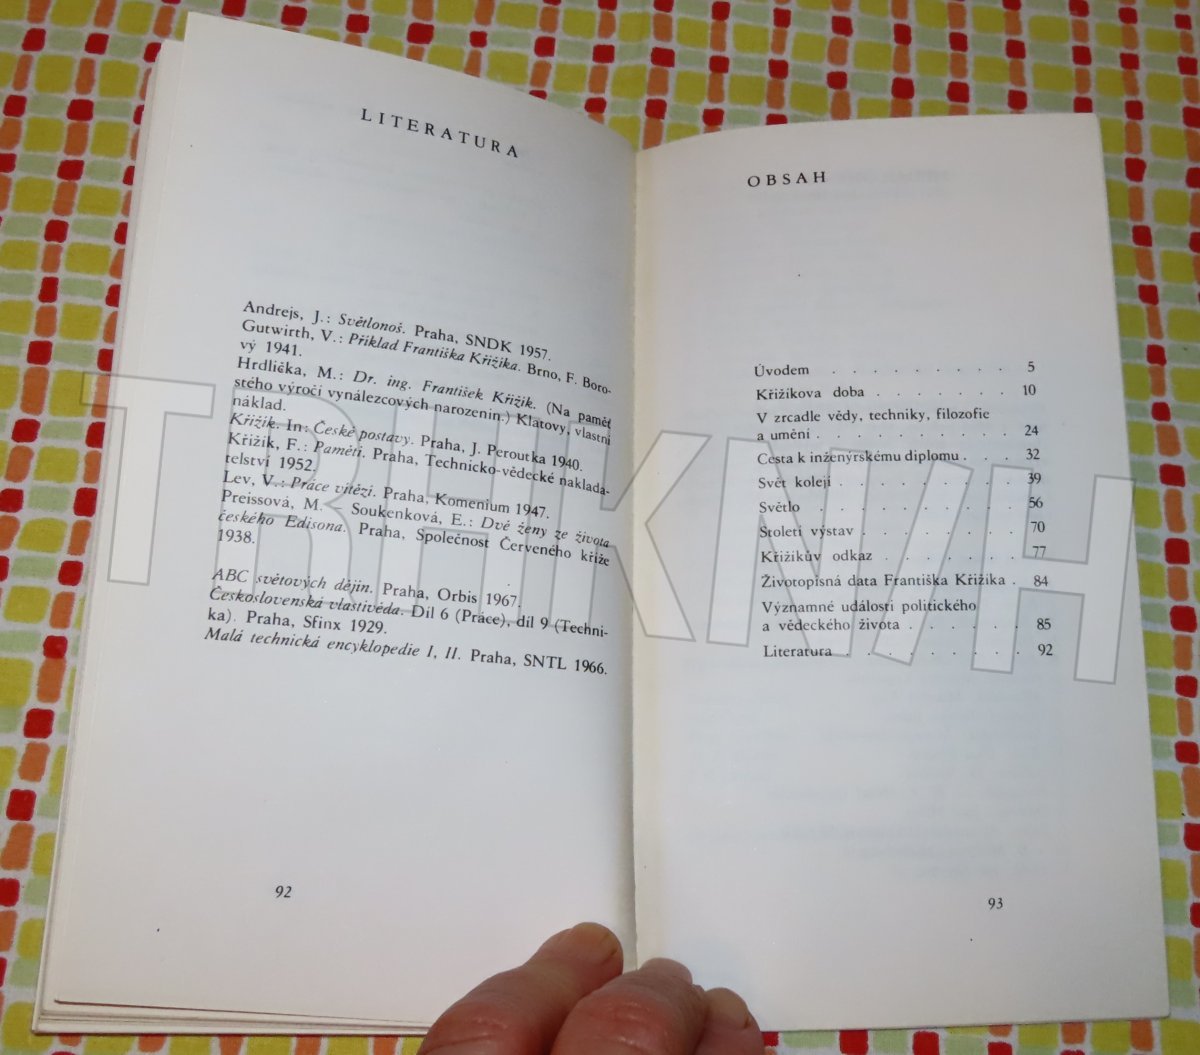 LITERATURA
Andrejs, J.: Světlonoš. Praha, SNDK 1957.
Gutwirth, V.: Příklad Františka Křižíka. Brno, F. Boro-
vý 1941.
Hrdlička, M.: Dr. ing. František Křižík. (Na paměť
stého výročí vynálezcových narozenin.) Klatovy, vlastní
náklad.
Křižík. In: České postavy. Praha, J. Peroutka 1940.
Křižík, F.: Paměti. Praha, Technicko-vědecké naklada-
telství 1952.
Lev, V.: Práce vítězí. Praha, Komenium 1947.
Preissová, M. – Soukenková, E.: Dvě ženy ze života
českého Edisona. Praha, Společnost Červeného kříže
1938.
ABC světových dějin. Praha, Orbis 1967.
Československá vlastivěda. Díl 6 (Práce), díl 9 (Techni-
ka). Praha, Sfinx 1929.
Malá technická encyklopedie I, II. Praha, SNTL 1966.
92
OBSAH
Úvodem . . . . . . . . . 5
Křižíkova doba . . . . . . . 10
V zrcadle vědy, techniky, filozofie
a umění . . . . . . . . . . 24
Cesta k inženýrskému diplomu . . . 32
Svět kolejí . . . . . . . . . 39
Světlo . . . . . . . . . . 56
Století výstav . . . . . . . . 70
Křižíkův odkaz . . . . . . . 77
Životopisná data Františka Křižíka . 84
Významné události politického
a vědeckého života . . . . . . 85
Literatura . . . . . . . . . 92
93
TRHKNIH